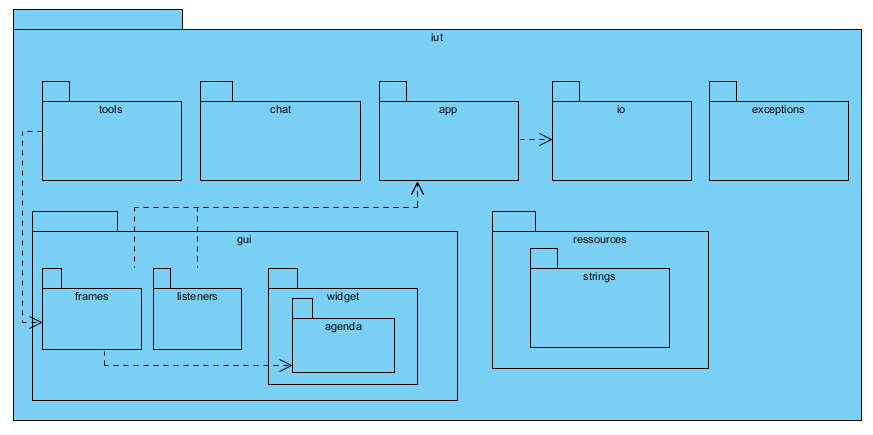 iut
tools
chat
app
io
exceptions
gui
ressources
frames
listeners
widget
strings
agenda